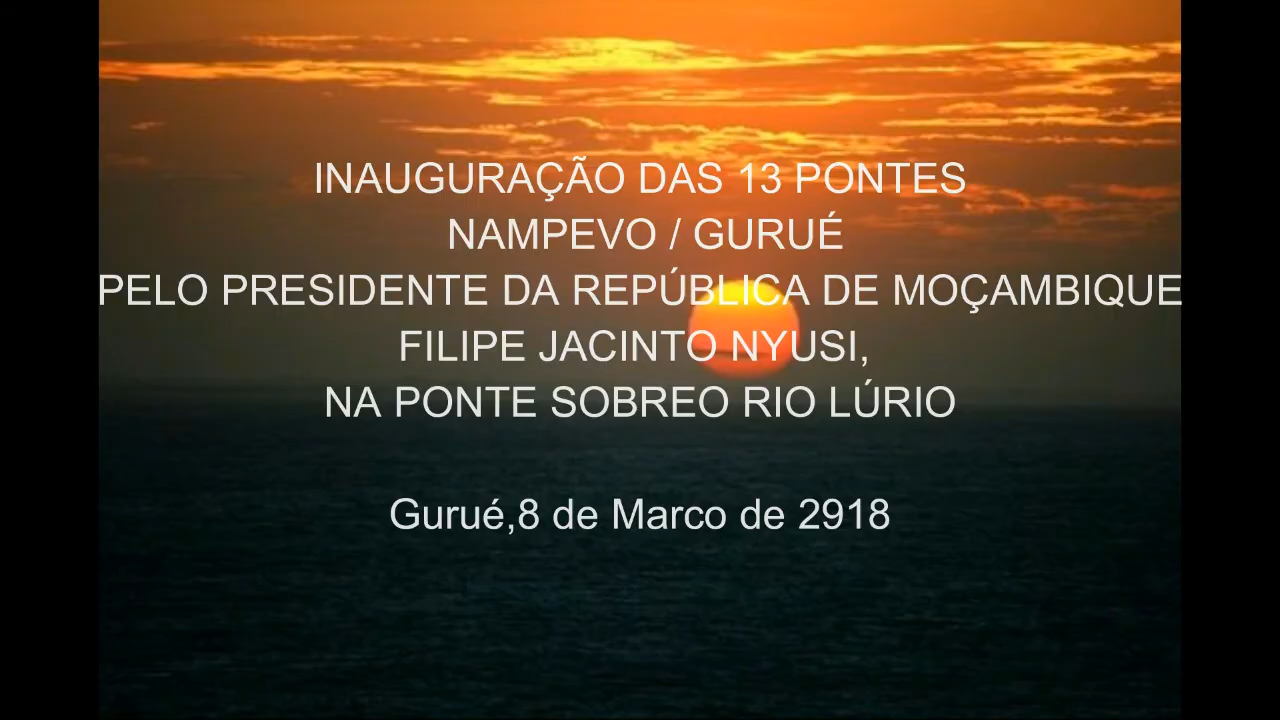 INAUGURAÇÃO DAS 13 PONTES
NAMPEVO / GURUÉ
PELO PRESIDENTE DA REPÚBLICA DE MOÇAMBIQUE
FILIPE JACINTO NYUSI,
NA PONTE SOBREO RIO LÚRIO
Gurué,8 de Marco de 2918